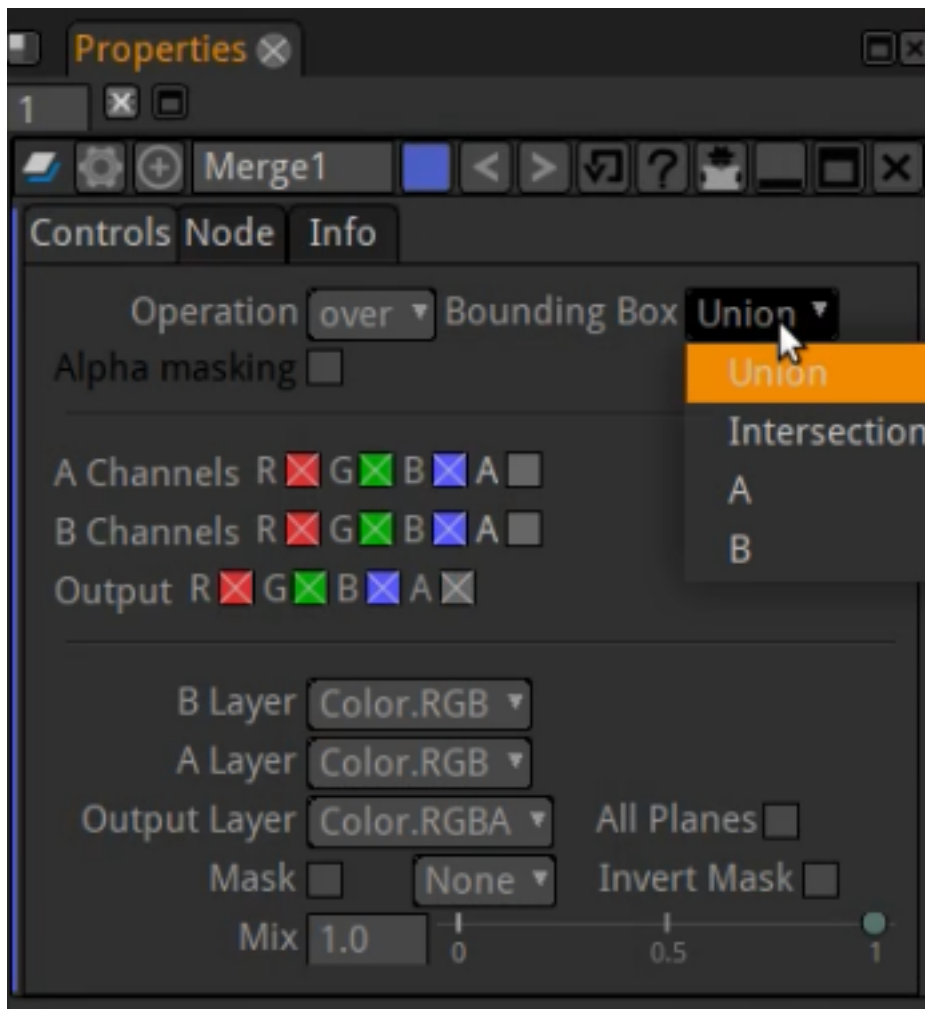 Properties
1
Merge1 < > ?
Controls Node Info
Operation over Bounding Box Union
Alpha masking
Union
Intersection
A
B
A Channels R G B A
B Channels R G B A
Output R G B A
B Layer Color.RGB
A Layer Color.RGB
Output Layer Color.RGBA All Planes
Mask None Invert Mask
Mix 1.0 0 0.5 1